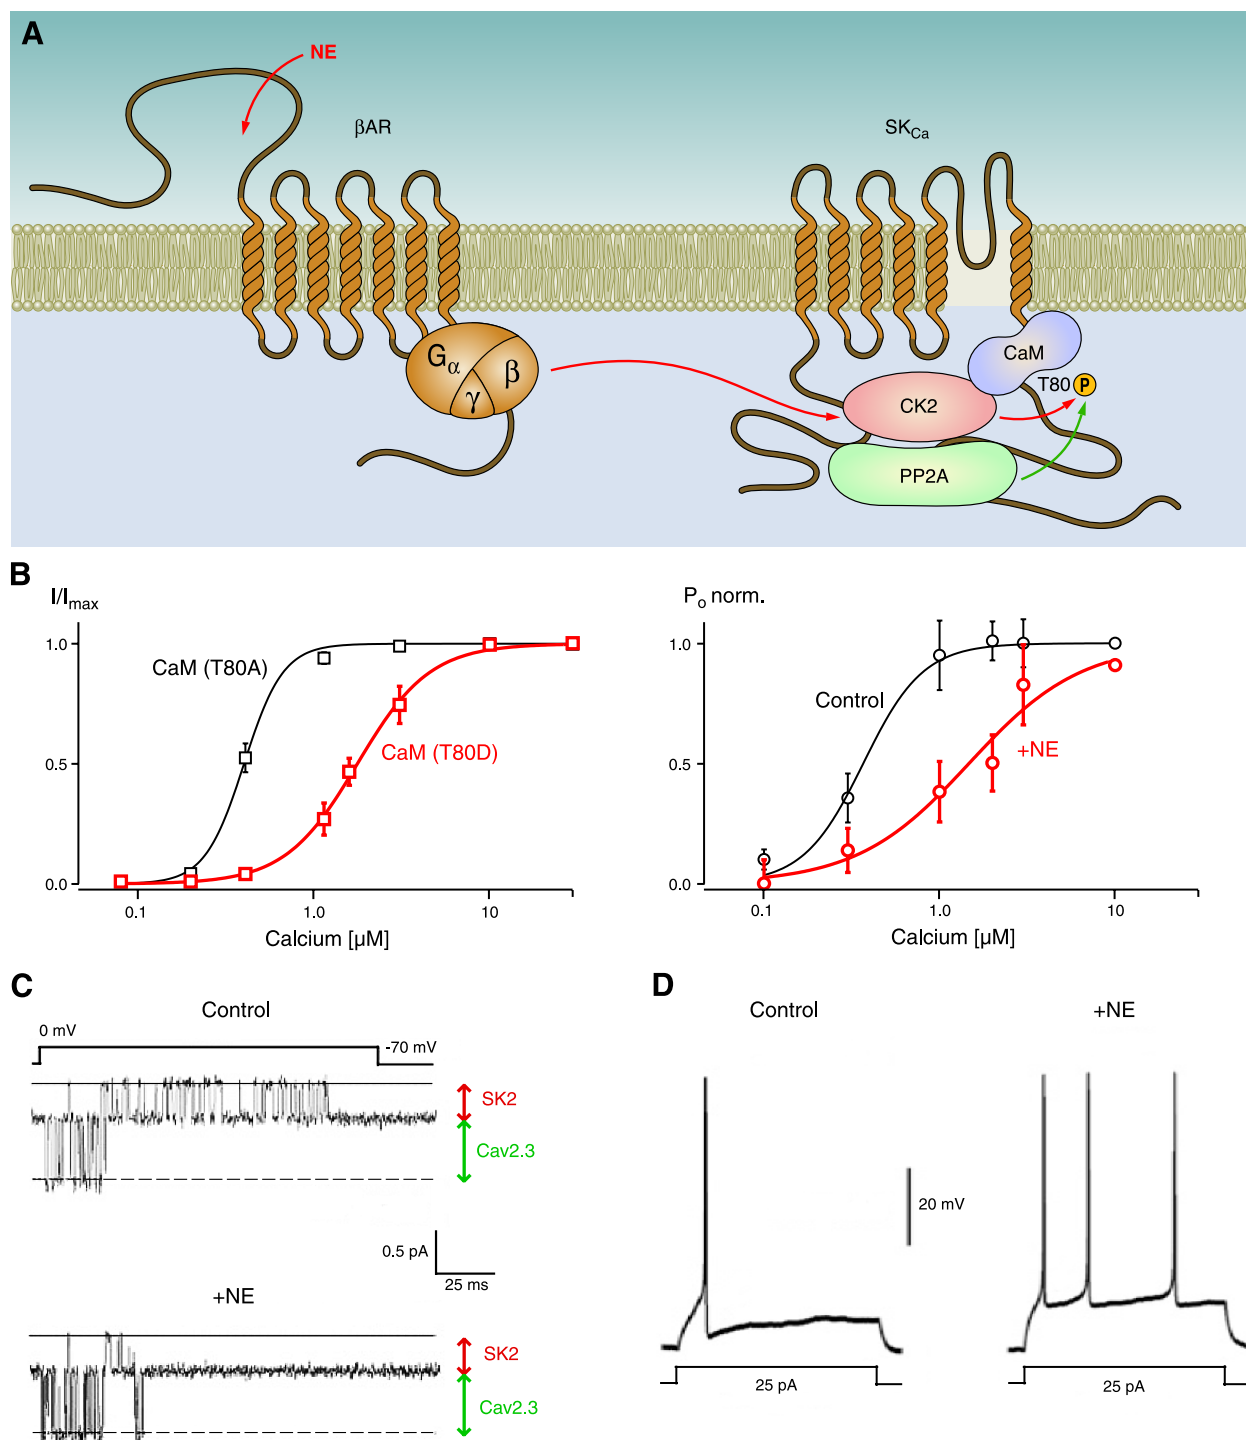 A
NE
βAR
SKCa
Gα
β
γ
CaM
T80 P
CK2
PP2A
B
I/Imax
1.0
0.5
0.0
CaM (T80A)
CaM (T80D)
0.1
1.0
10
Calcium [µM]
Po norm.
1.0
0.5
0.0
Control
+NE
0.1
1.0
10
Calcium [µM]
C
Control
0 mV
-70 mV
SK2
Cav2.3
0.5 pA
25 ms
+NE
SK2
Cav2.3
D
Control
+NE
20 mV
25 pA
25 pA